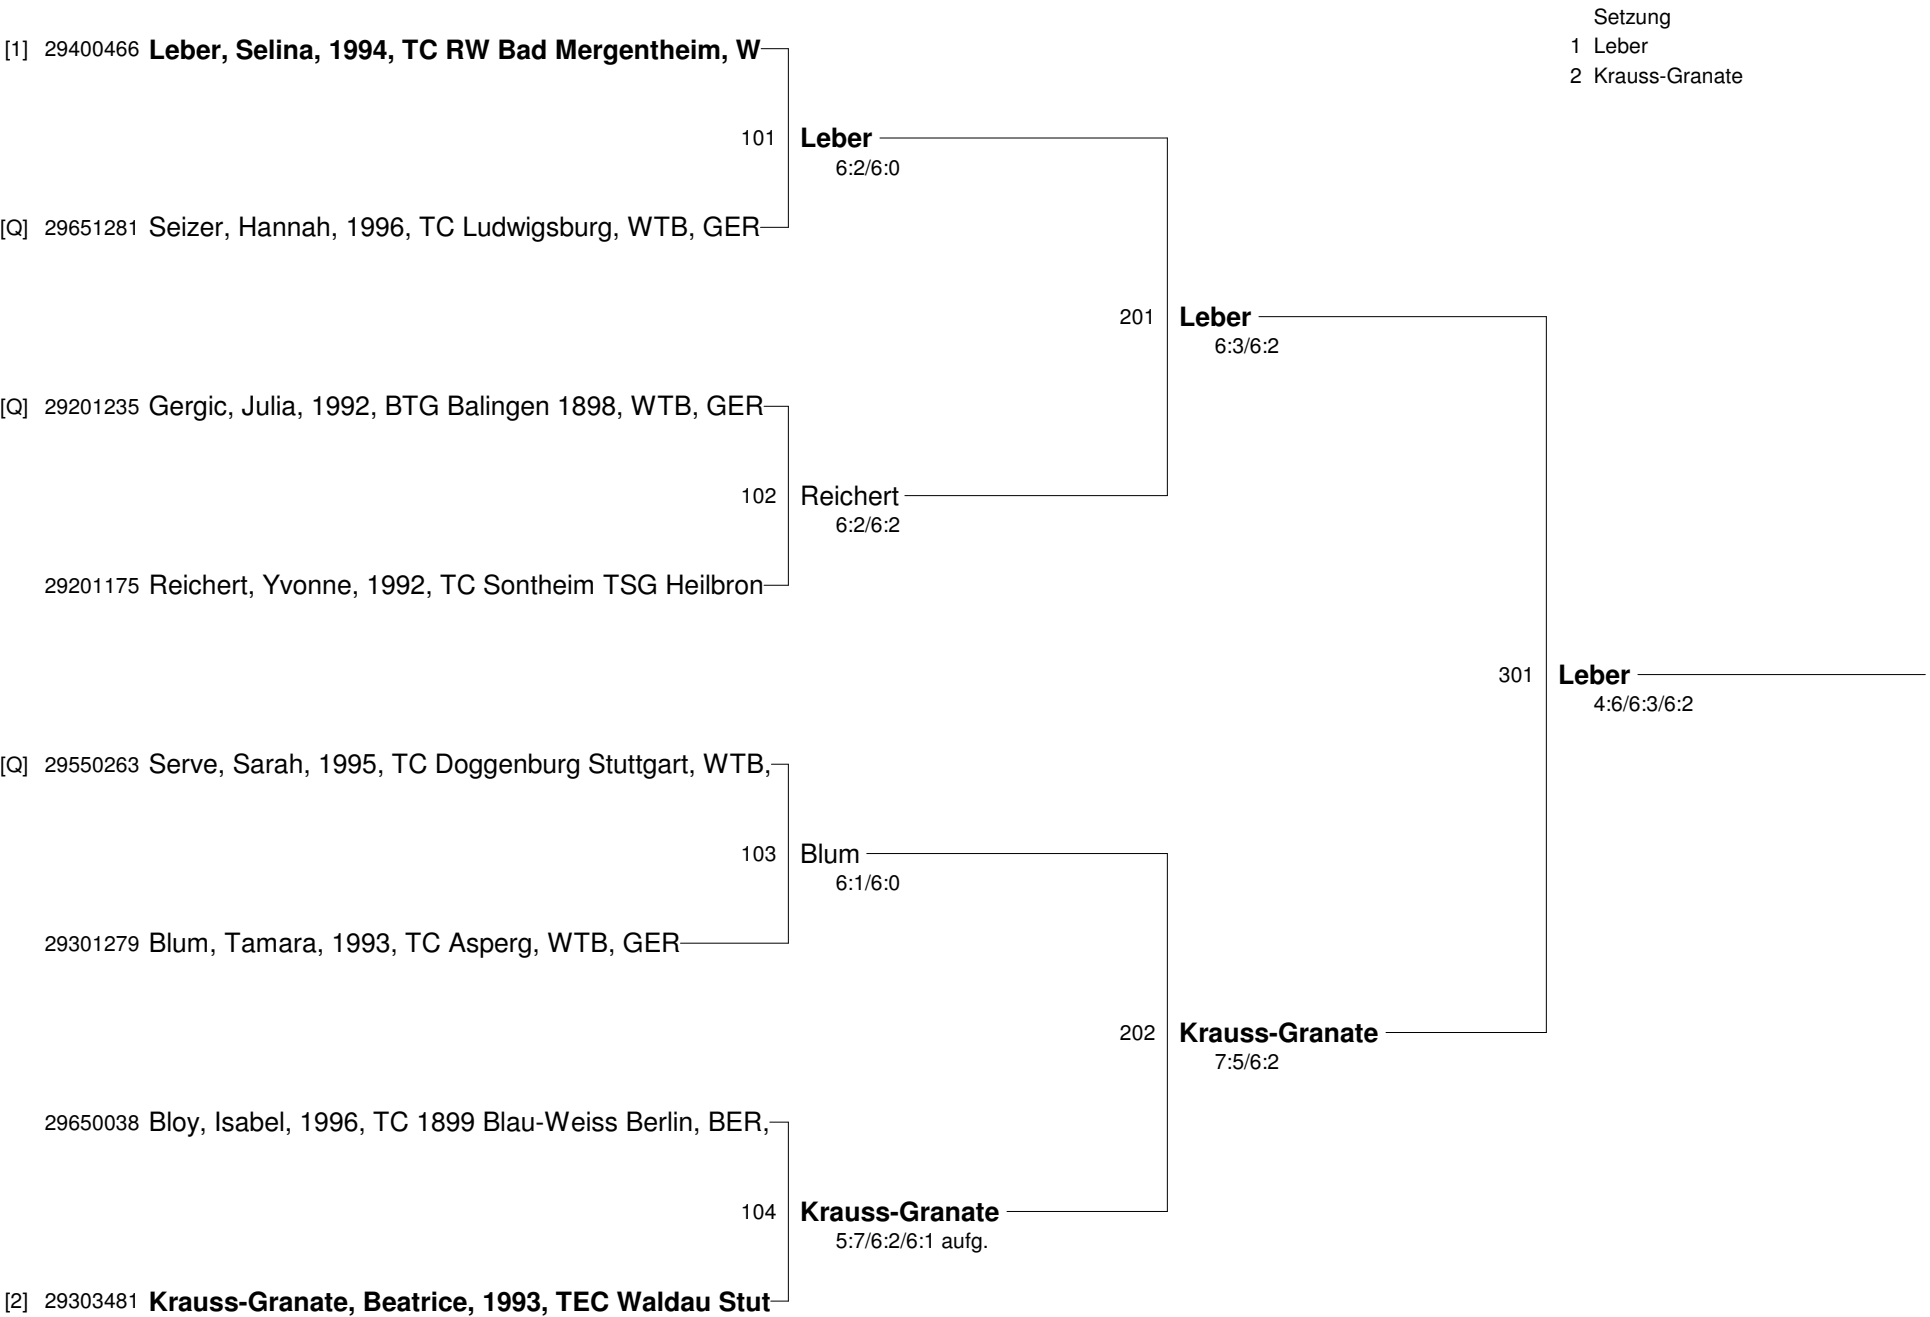 Setzung
1 Leber
2 Krauss-Granate
[1] 29400466 Leber, Selina, 1994, TC RW Bad Mergentheim, W
101 Leber
6:2/6:0
[Q] 29651281 Seizer, Hannah, 1996, TC Ludwigsburg, WTB, GER
201 Leber
6:3/6:2
[Q] 29201235 Gergic, Julia, 1992, BTG Balingen 1898, WTB, GER
102 Reichert
6:2/6:2
29201175 Reichert, Yvonne, 1992, TC Sontheim TSG Heilbron
301 Leber
4:6/6:3/6:2
[Q] 29550263 Serve, Sarah, 1995, TC Doggenburg Stuttgart, WTB,
103 Blum
6:1/6:0
29301279 Blum, Tamara, 1993, TC Asperg, WTB, GER
202 Krauss-Granate
7:5/6:2
29650038 Bloy, Isabel, 1996, TC 1899 Blau-Weiss Berlin, BER,
104 Krauss-Granate
5:7/6:2/6:1 aufg.
[2] 29303481 Krauss-Granate, Beatrice, 1993, TEC Waldau Stut